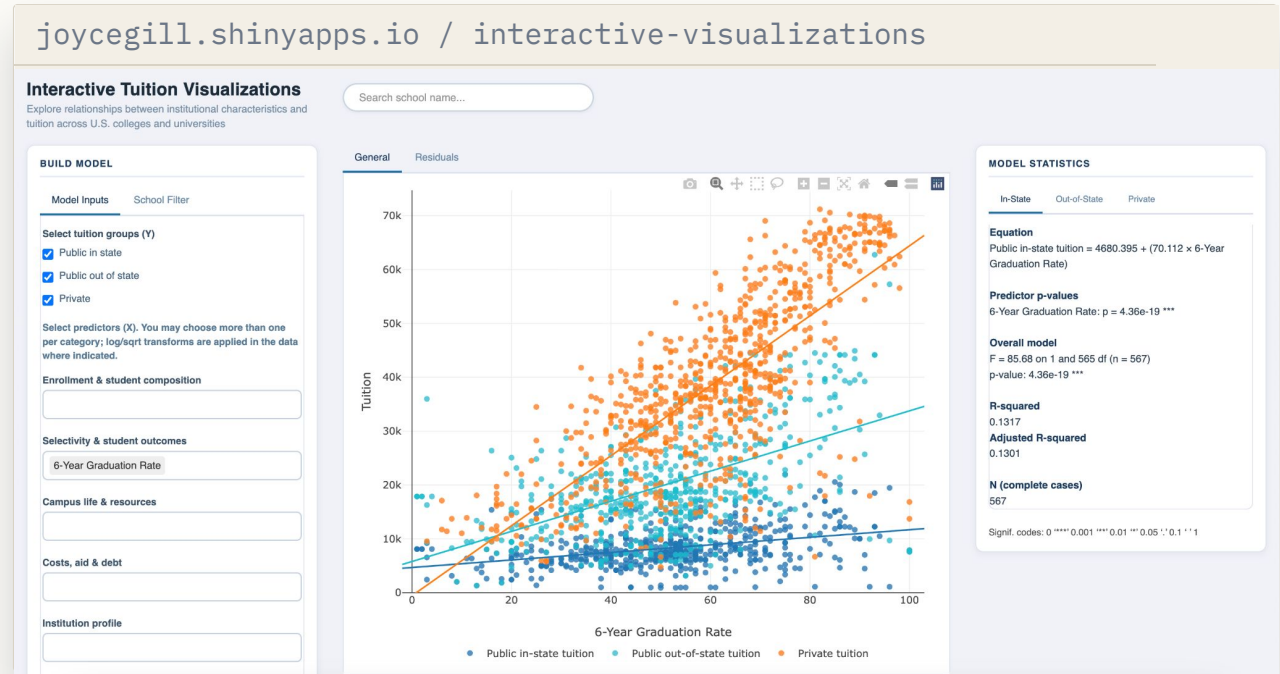 joycegill.shinyapps.io / interactive-visualizations
Interactive Tuition Visualizations
Explore relationships between institutional characteristics and
tuition across U.S. colleges and universities
Search school name...
BUILD MODEL
Model Inputs
School Filter
Select tuition groups (Y)
Public in state
Public out of state
Private
Select predictors (X). You may choose more than one
per category; log/sqrt transforms are applied in the data
where indicated.
Enrollment & student composition
Selectivity & student outcomes
6-Year Graduation Rate
Campus life & resources
Costs, aid & debt
Institution profile
General
Residuals
70k
60k
50k
40k
30k
20k
10k
0
Tuition
0
20
40
60
80
100
6-Year Graduation Rate
Public in-state tuition
Public out-of-state tuition
Private tuition
MODEL STATISTICS
In-State
Out-of-State
Private
Equation
Public in-state tuition = 4680.395 + (70.112 × 6-Year
Graduation Rate)
Predictor p-values
6-Year Graduation Rate: p = 4.36e-19 ***
Overall model
F = 85.68 on 1 and 565 df (n = 567)
p-value: 4.36e-19 ***
R-squared
0.1317
Adjusted R-squared
0.1301
N (complete cases)
567
Signif. codes: 0 '***' 0.001 '**' 0.01 '*' 0.05 '.' 0.1 ' ' 1